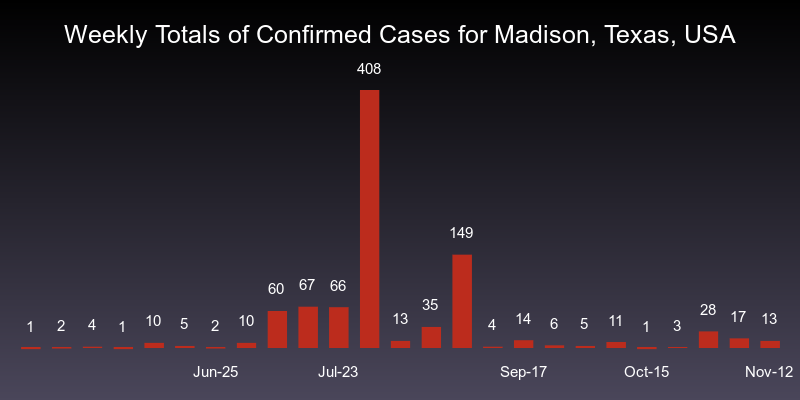 Weekly Totals of Confirmed Cases for Madison, Texas, USA
408
149
60 67 66
1 2 4 1 10 5 2 10 13 35 4 14 6 5 11 1 3 28 17 13
Jun-25 Jul-23 Sep-17 Oct-15 Nov-12